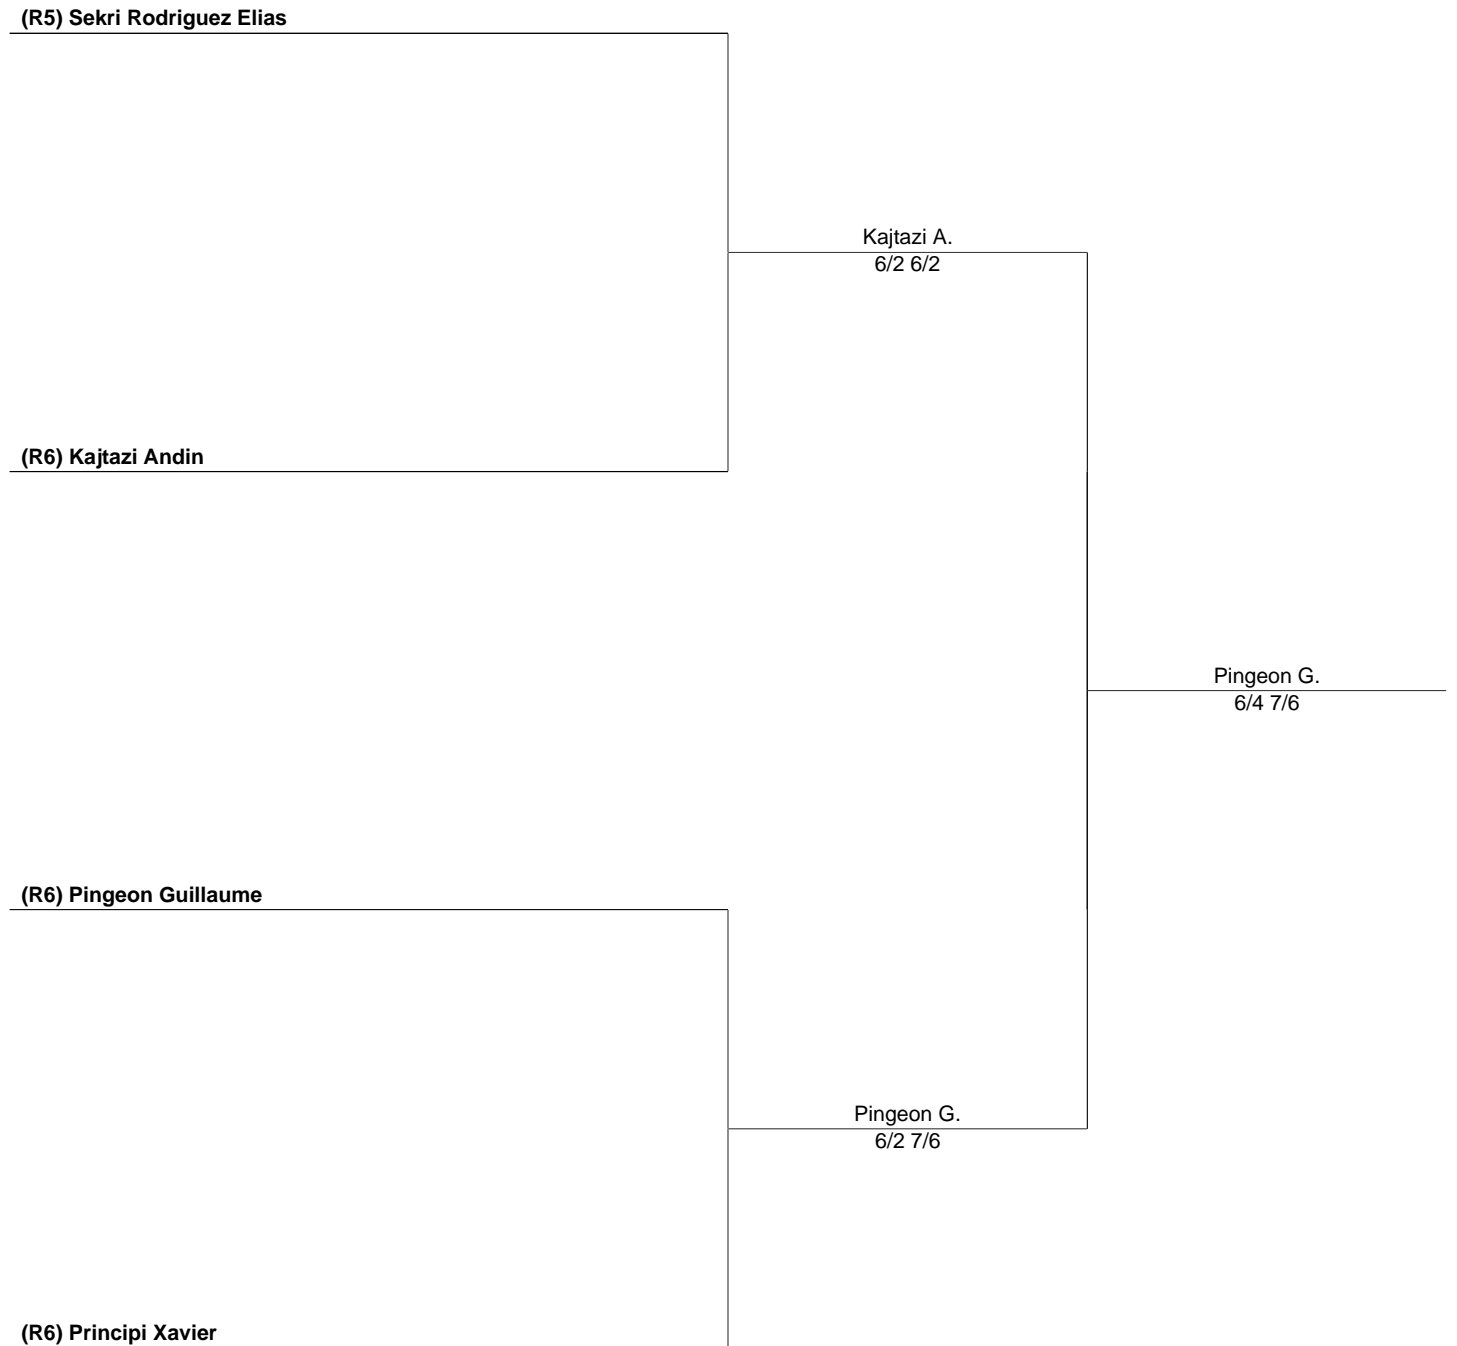 (R5) Sekri Rodriguez Elias
Kajtazi A.
6/2 6/2
(R6) Kajtazi Andin
Pingeon G.
6/4 7/6
(R6) Pingeon Guillaume
Pingeon G.
6/2 7/6
(R6) Principi Xavier